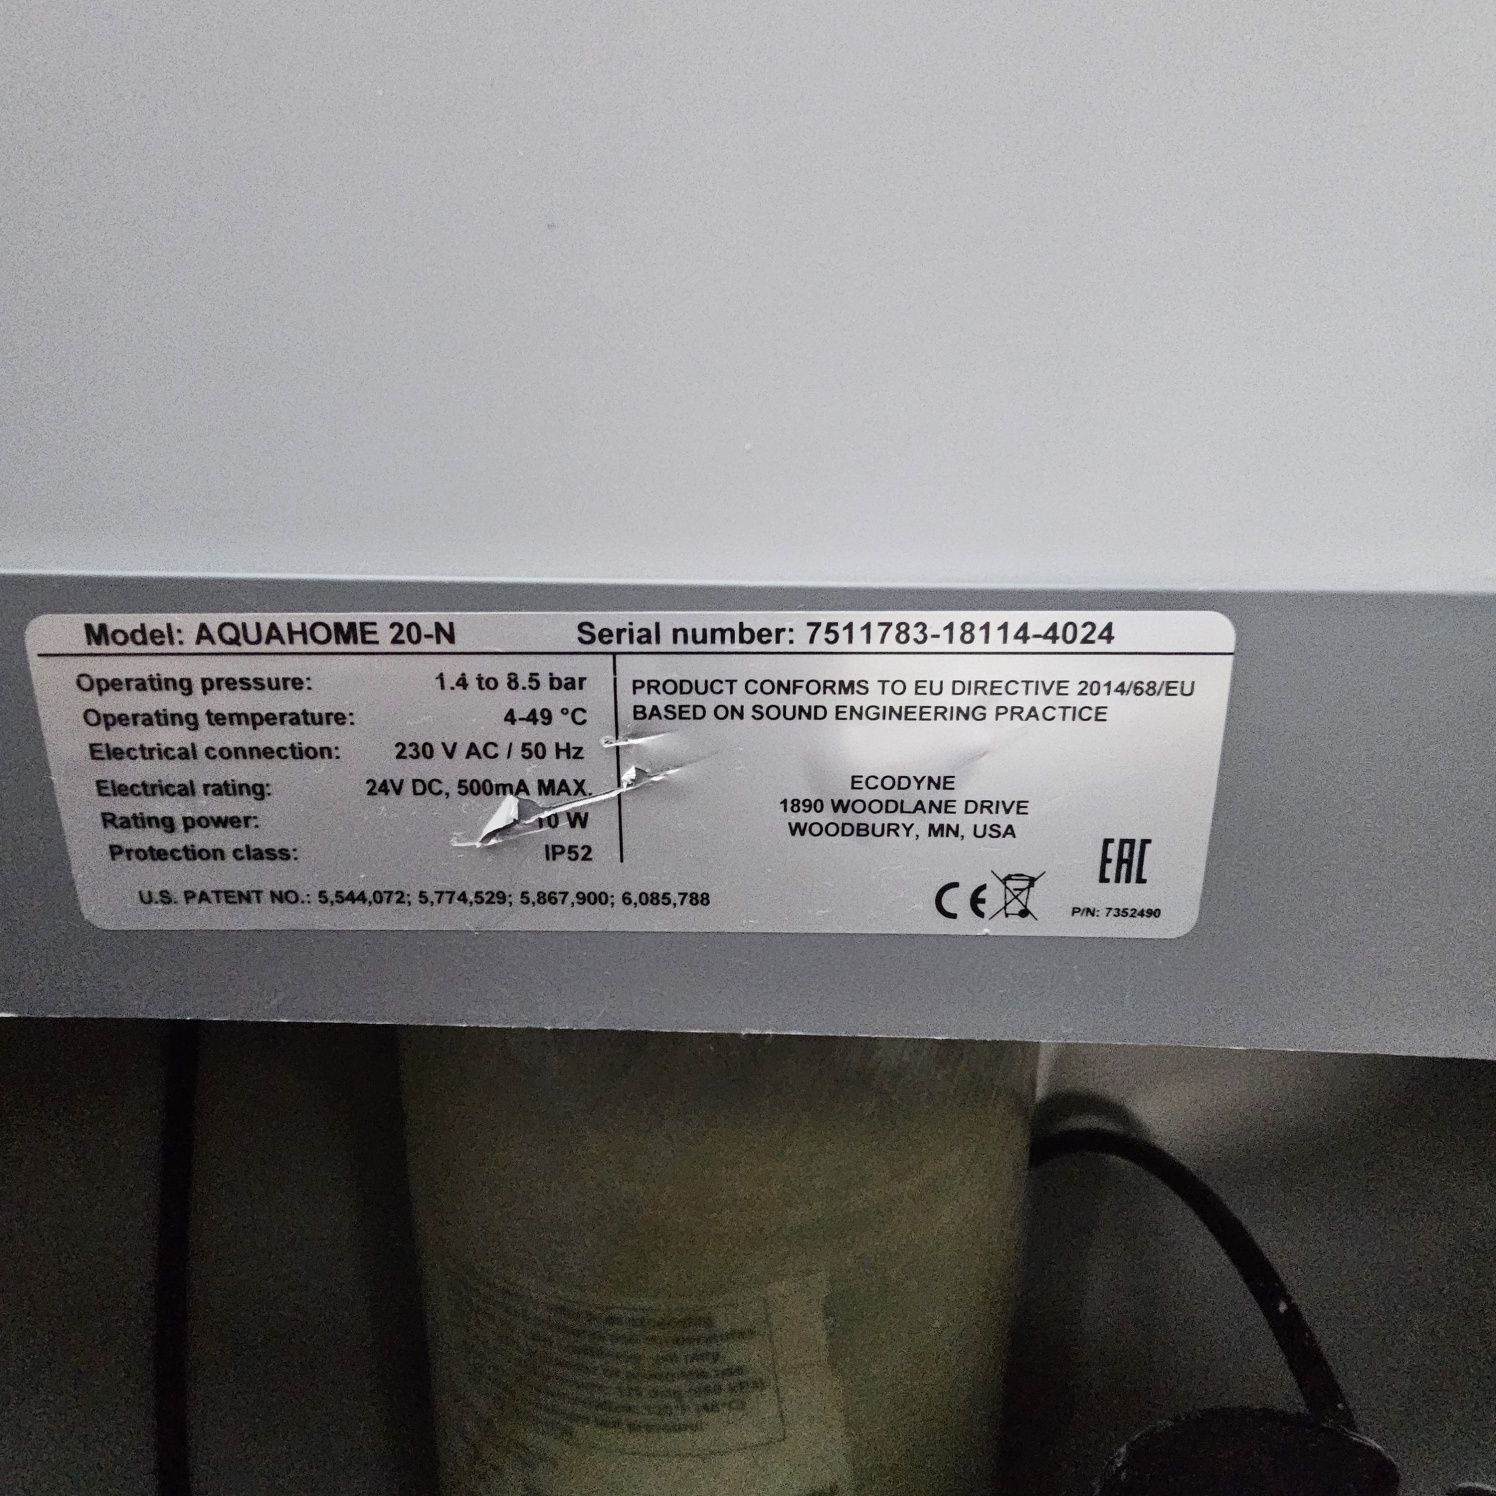 Model: AQUAHOME 20-N Serial number: 7511783-18114-4024
Operating pressure: 1.4 to 8.5 bar
Operating temperature: 4-49 °C
Electrical connection: 230 V AC / 50 Hz
Electrical rating: 24V DC, 500mA MAX.
Rating power: 10 W
Protection class: IP52
PRODUCT CONFORMS TO EU DIRECTIVE 2014/68/EU
BASED ON SOUND ENGINEERING PRACTICE
ECODYNE
1890 WOODLANE DRIVE
WOODBURY, MN, USA
U.S. PATENT NO.: 5,544,072; 5,774,529; 5,867,900; 6,085,788
CE
EAC
P/N: 7352490